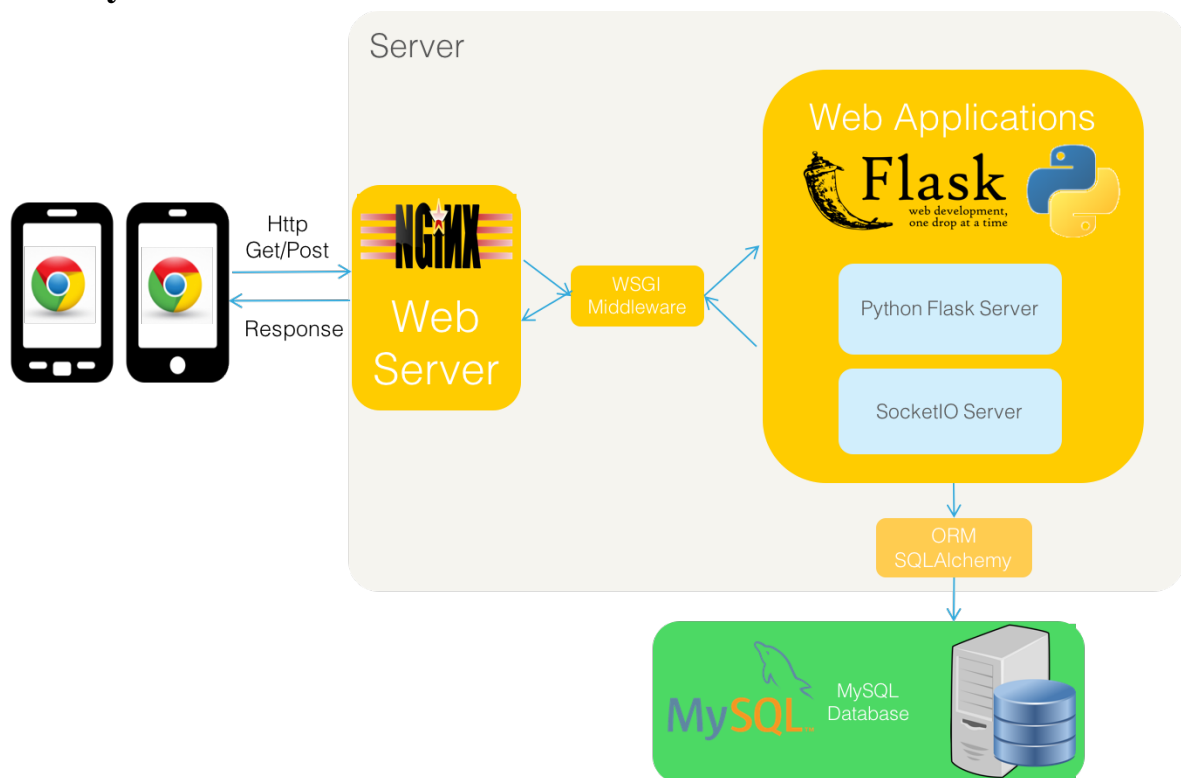 Server
Web Applications
Flask
web development,
one drop at a time
Http
Get/Post
NGiNX
WSGI
Middleware
Python Flask Server
Response
Web
Server
SocketIO Server
ORM
SQLAlchemy
MySQL
MySQL
Database